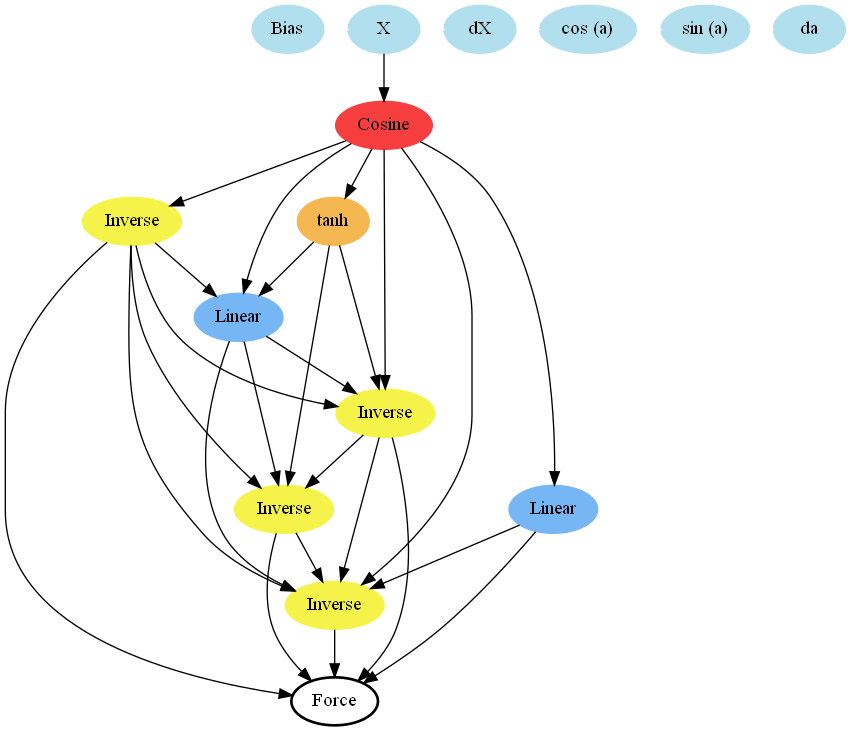 Bias X dX cos (a) sin (a) da
Cosine
Inverse tanh
Linear
Inverse
Inverse Linear
Inverse
Force